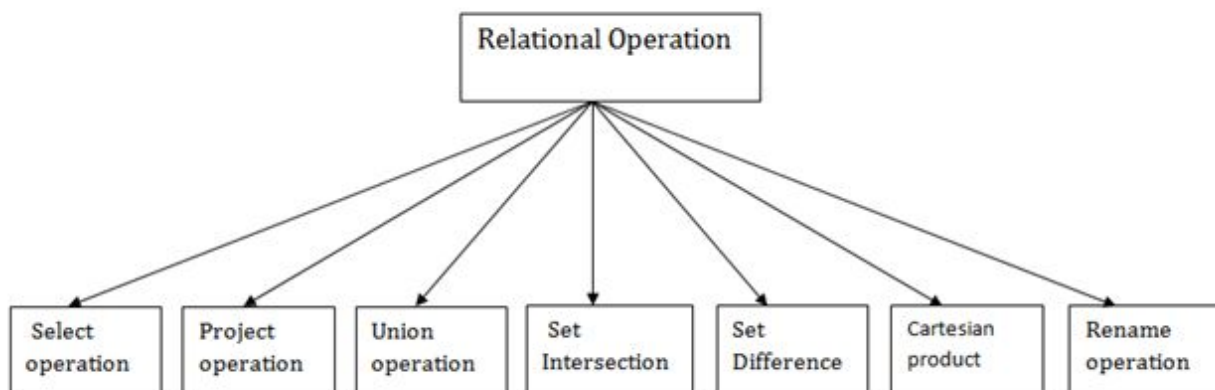 Relational Operation
Select
operation
Project
operation
Union
operation
Set
Intersection
Set
Difference
Cartesian
product
Rename
operation